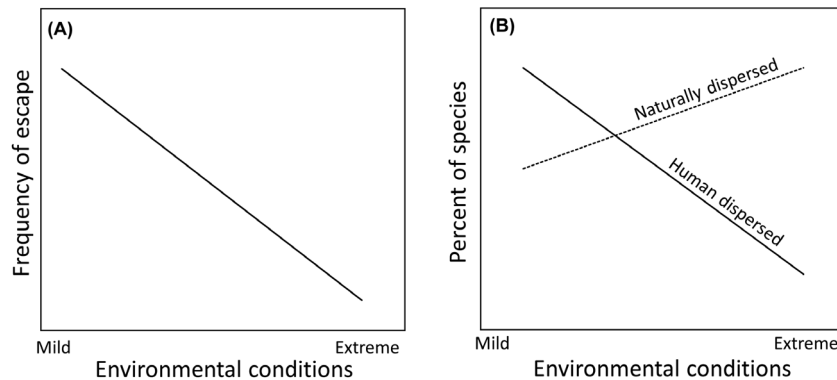 (A)
Frequency of escape
Mild
Extreme
Environmental conditions
(B)
Percent of species
Naturally dispersed
Human dispersed
Mild
Extreme
Environmental conditions